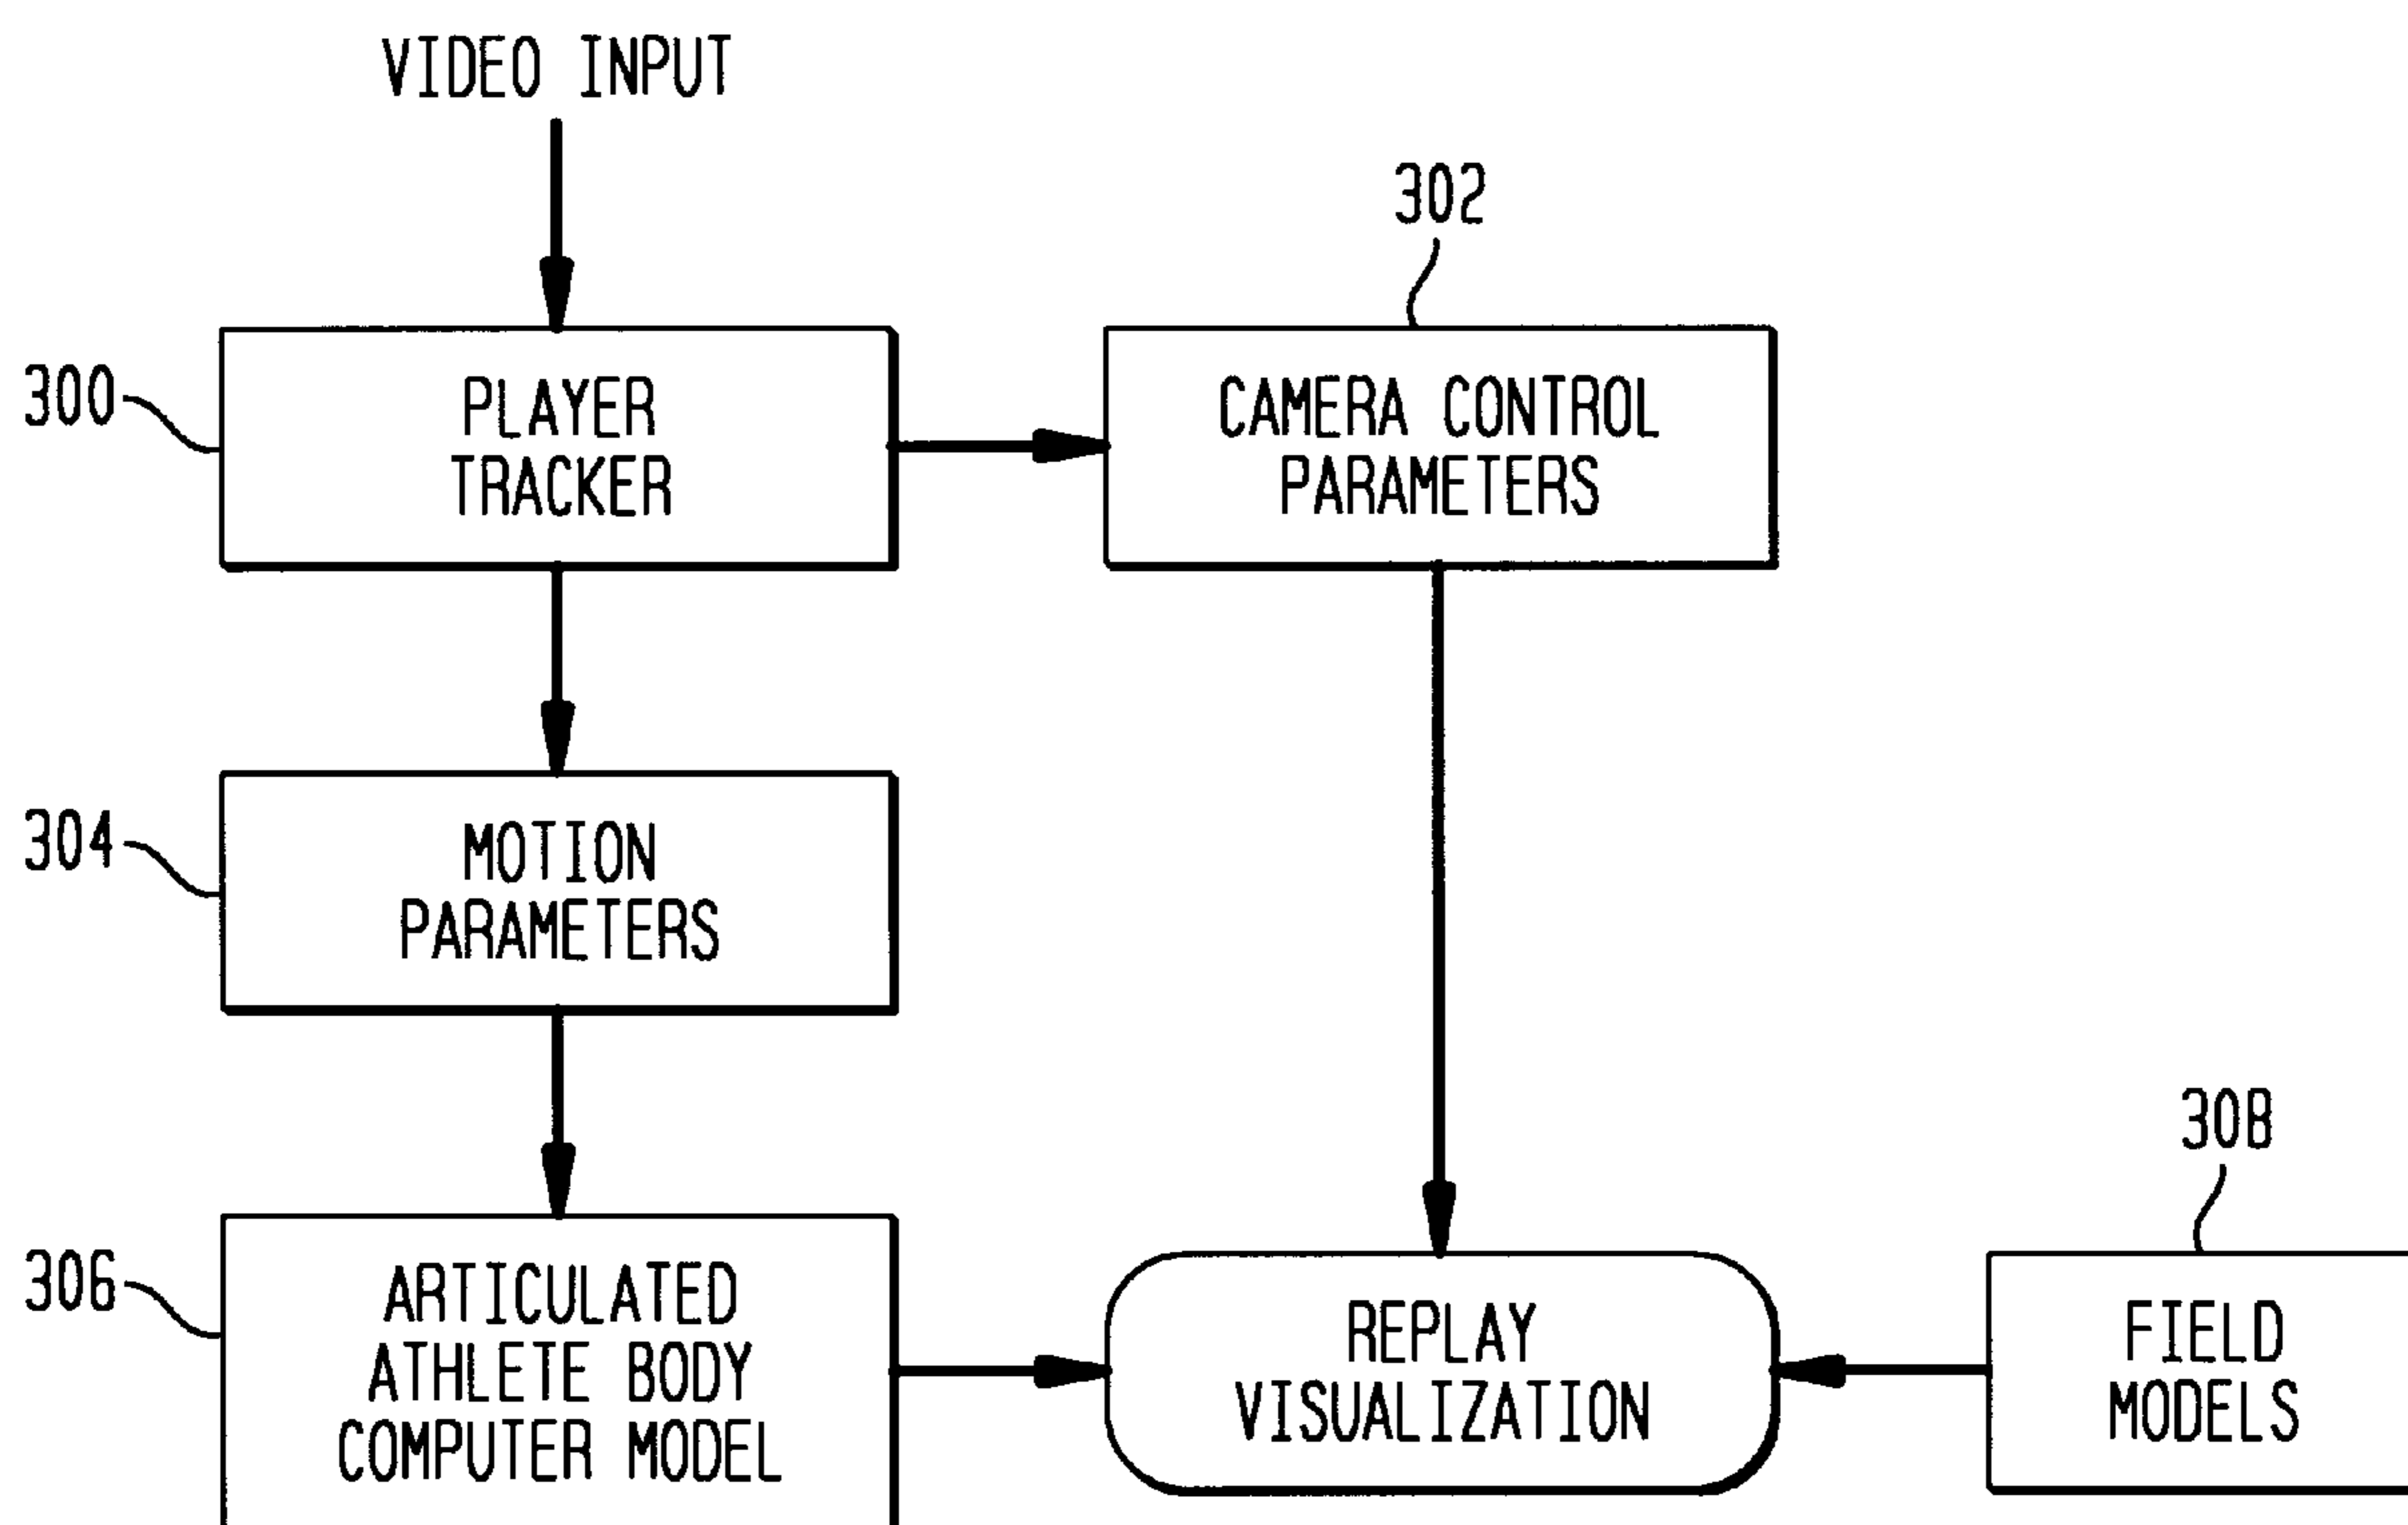 VIDEO INPUT
302
300
PLAYER
TRACKER
CAMERA CONTROL
PARAMETERS
304
MOTION
PARAMETERS
308
306
ARTICULATED
ATHLETE BODY
COMPUTER MODEL
REPLAY
VISUALIZATION
FIELD
MODELS